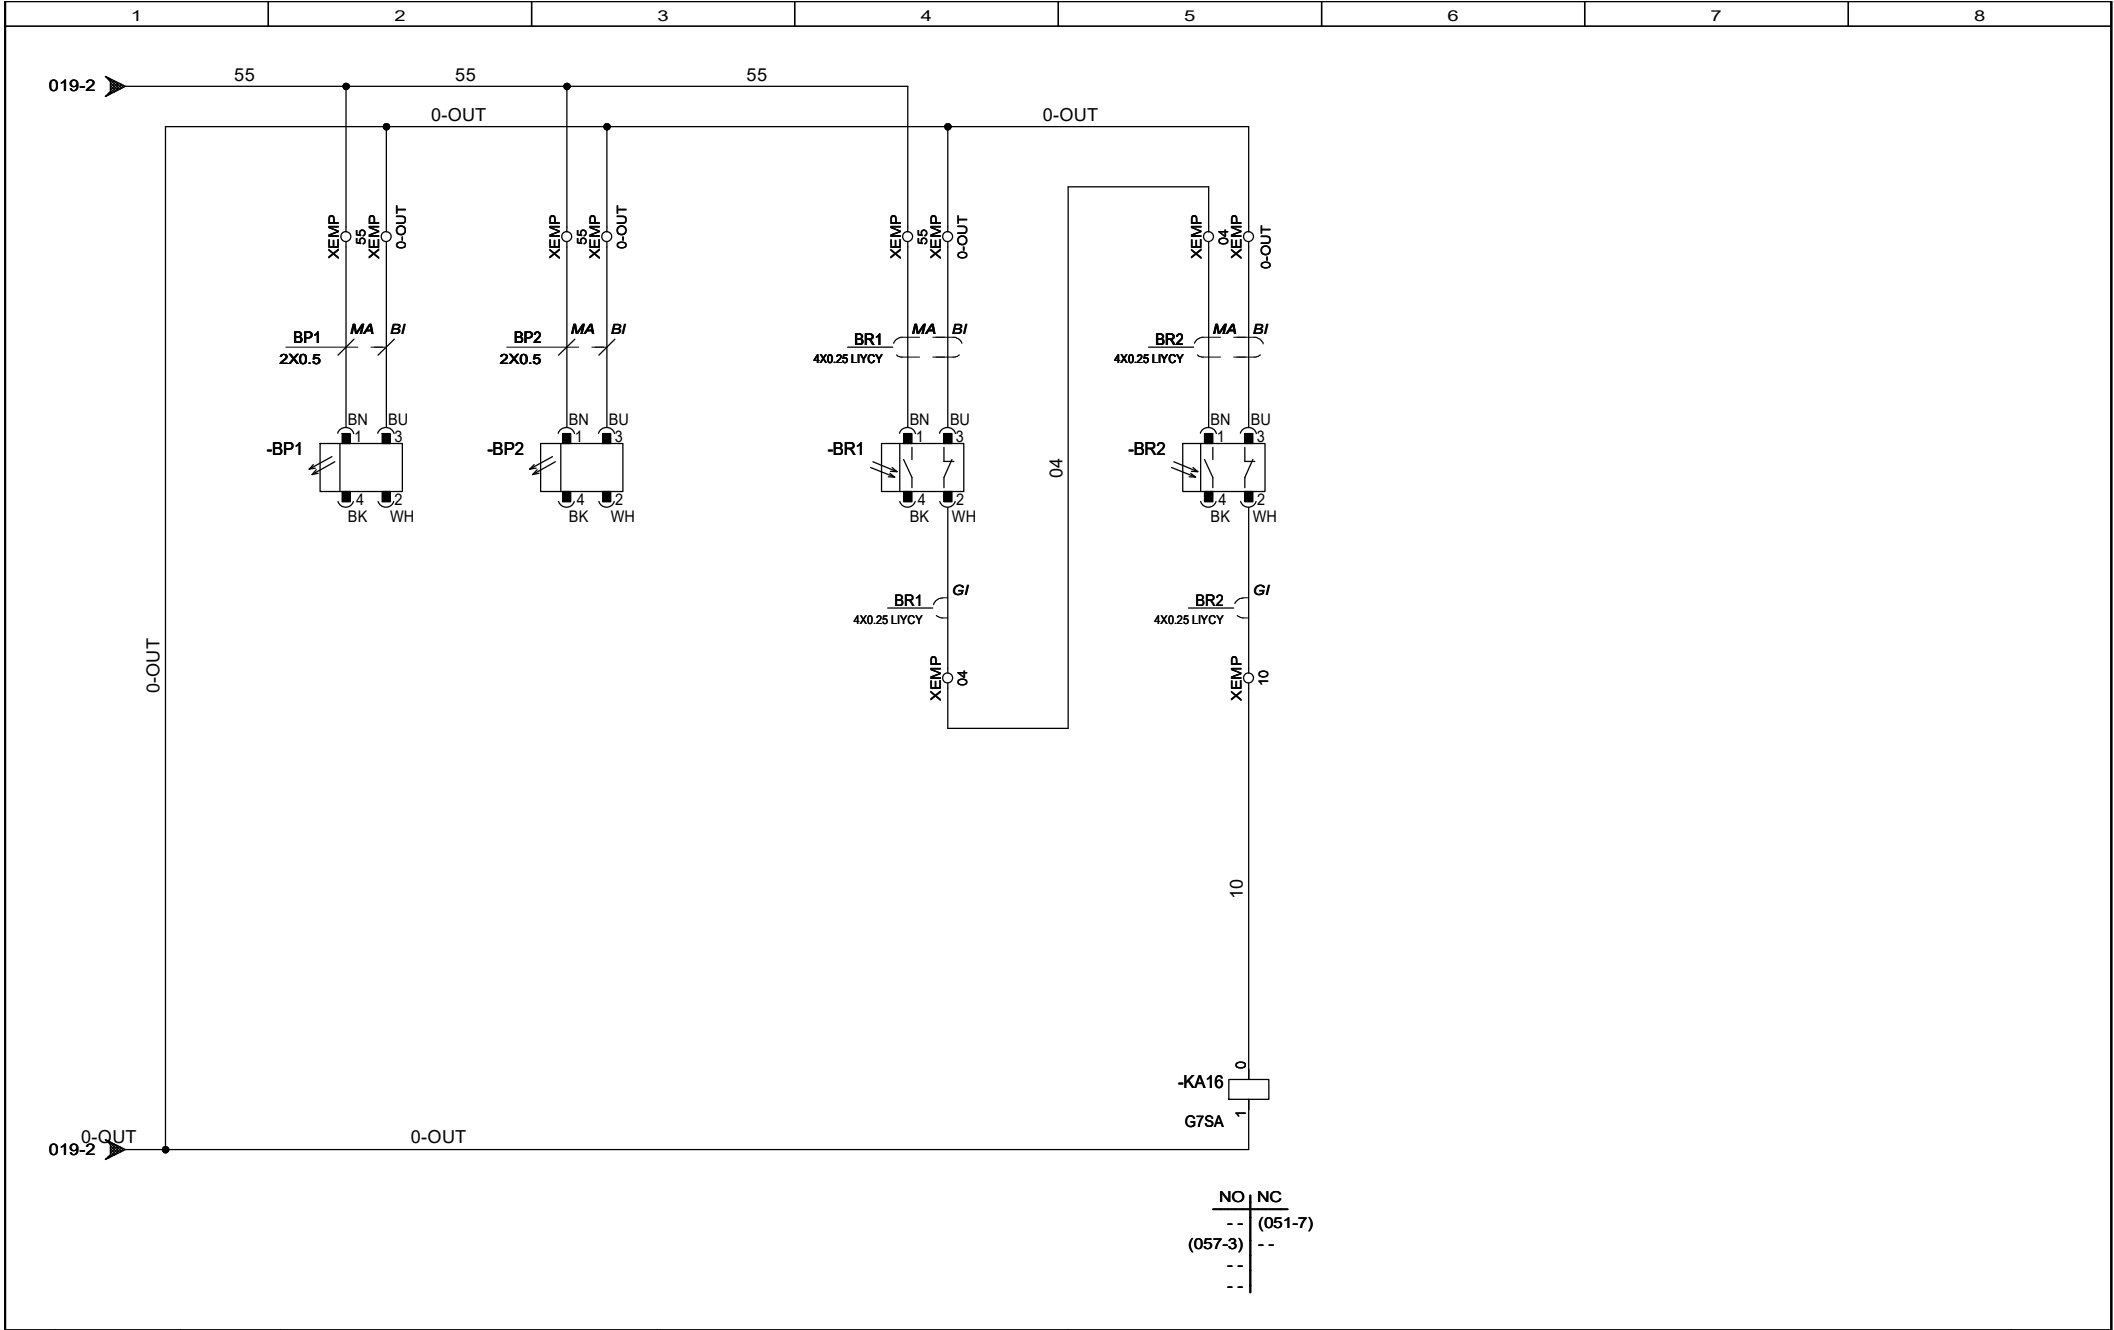 1 2 3 4 5 6 7 8
019-2 55 55 55
0-OUT 0-OUT
XEMP 55 XEMP 0-OUT XEMP 55 XEMP 0-OUT XEMP 55 XEMP 0-OUT XEMP 04 XEMP 0-OUT
BP1 MA BI BP2 MA BI BR1 MA BI BR2 MA BI
2X0.5 2X0.5 4X0.25 LIYCY 4X0.25 LIYCY
BN BU BN BU BN BU BN BU
1 3 1 3 1 3 1 3
-BP1 -BP2 -BR1 -BR2
04
4 2 4 2 4 2 4 2
BK WH BK WH BK WH BK WH
GI GI
BR1 BR2
4X0.25 LIYCY 4X0.25 LIYCY
0-OUT
XEMP 04 XEMP 10
10
0
-KA16
1
G7SA
0-OUT 0-OUT
019-2
NO NC
-- (051-7)
(057-3) --
--
--